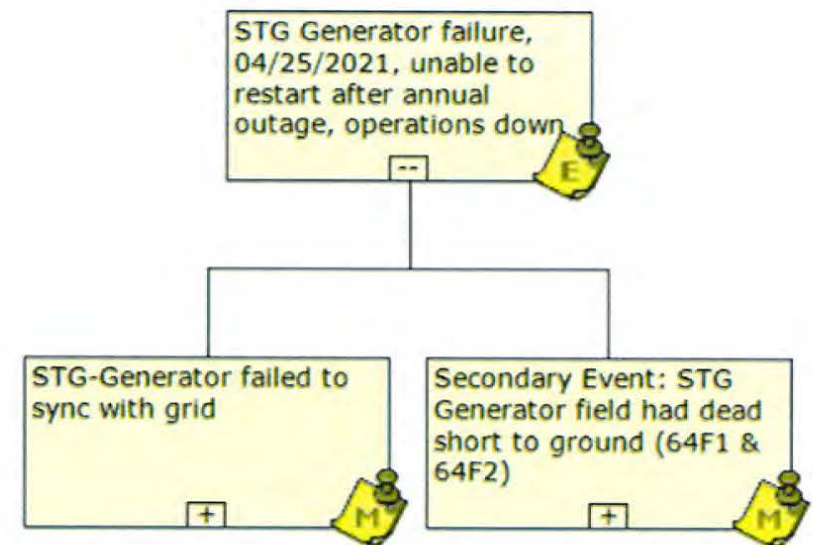 STG Generator failure,
04/25/2021, unable to
restart after annual
outage, operations down
--
E
STG-Generator failed to
sync with grid
+
M
Secondary Event: STG
Generator field had dead
short to ground (64F1 &
64F2)
+
M